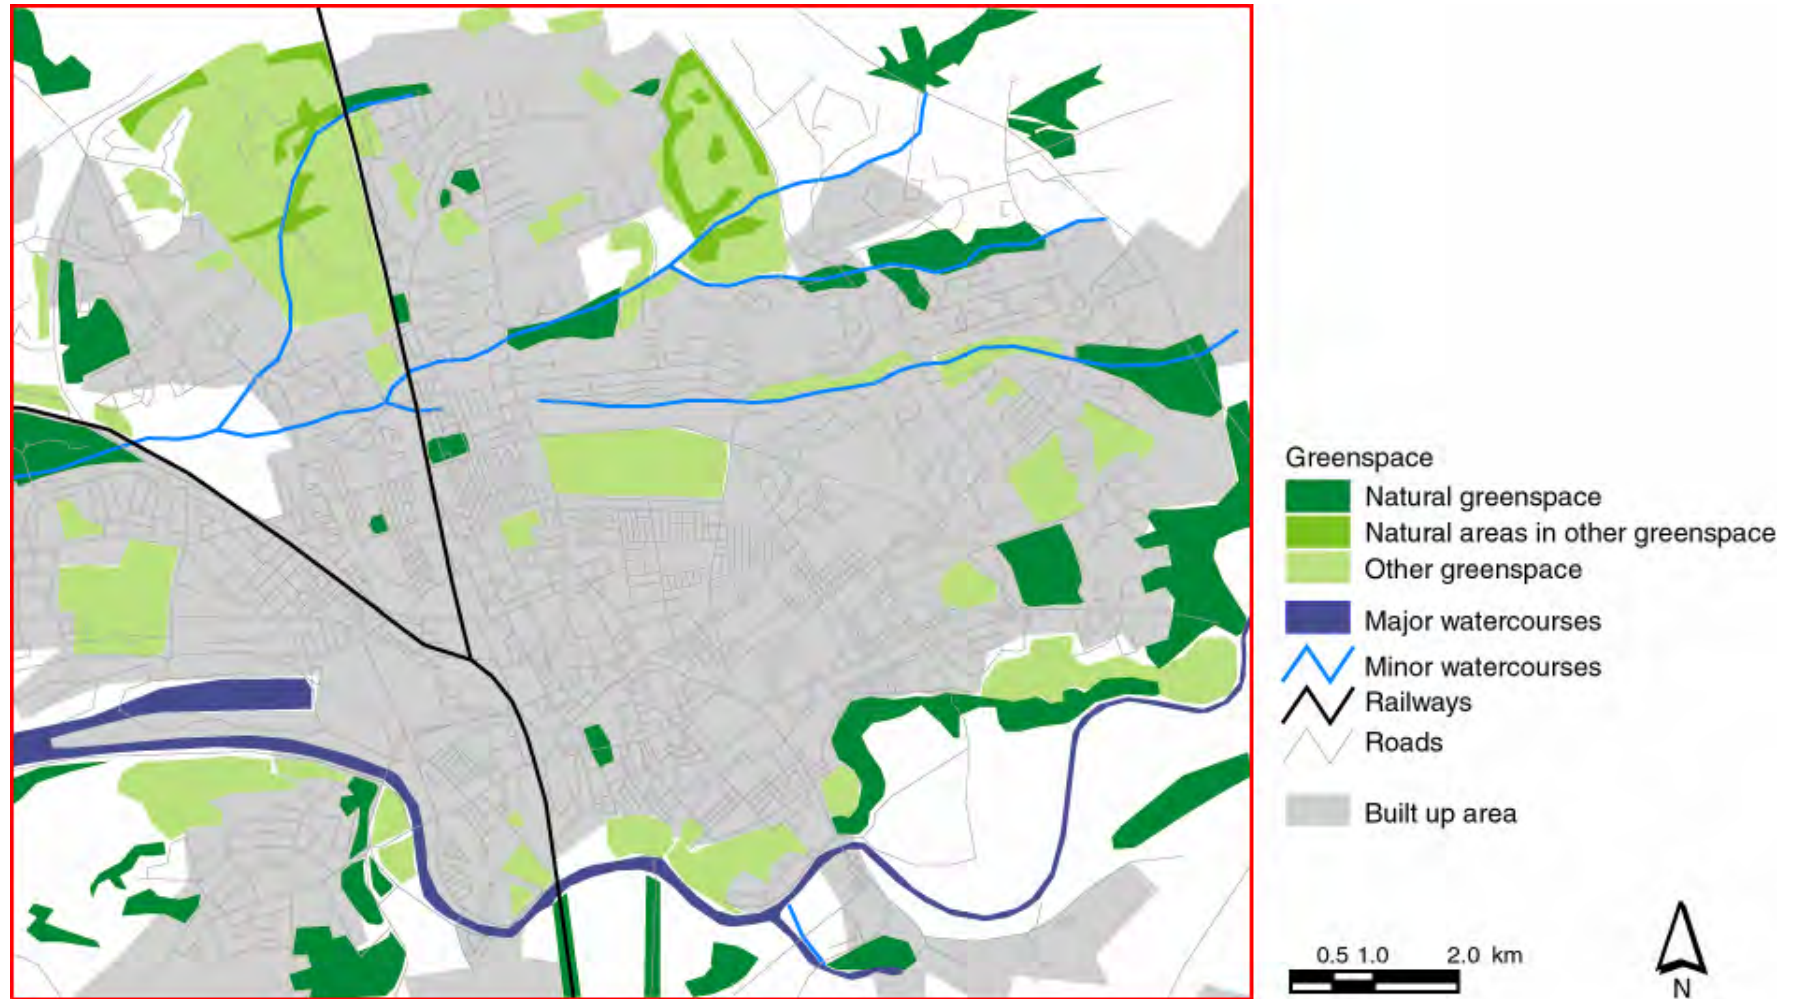 Greenspace
Natural greenspace
Natural areas in other greenspace
Other greenspace
Major watercourses
Minor watercourses
Railways
Roads
Built up area
0.5 1.0 2.0 km
N